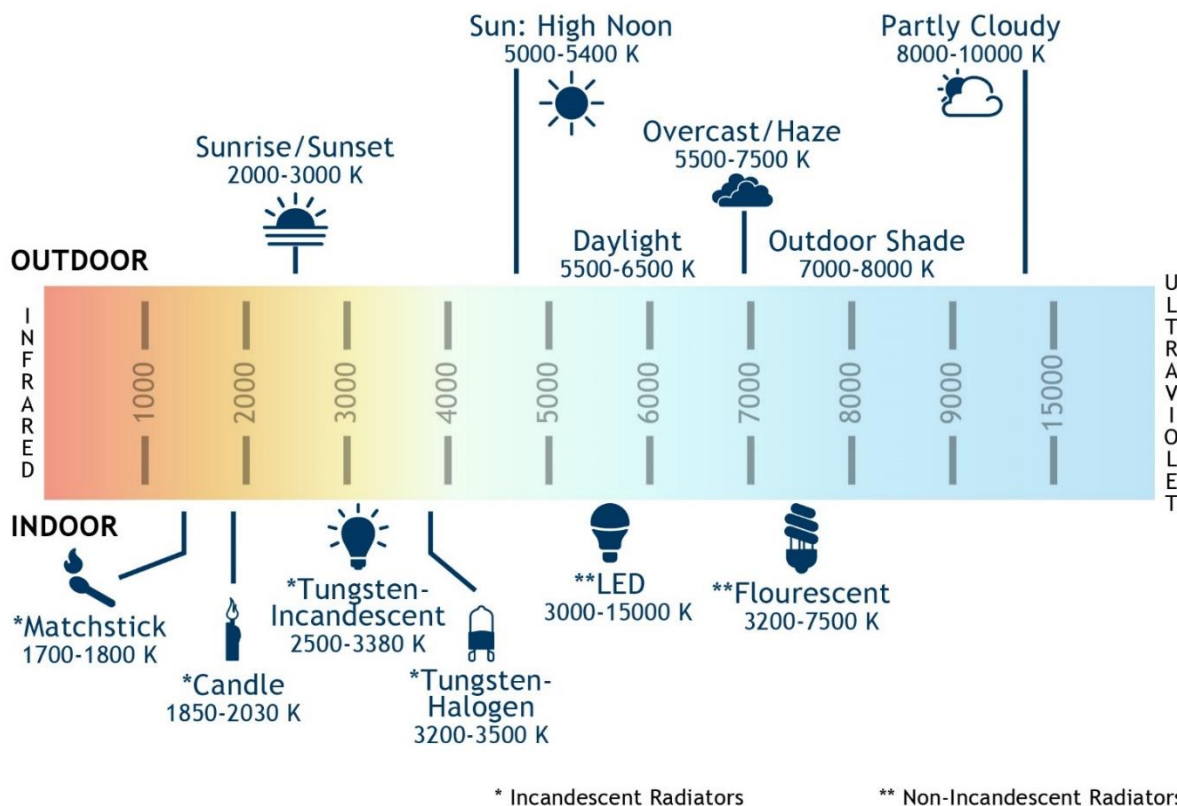 Sun: High Noon
5000-5400 K
Partly Cloudy
8000-10000 K
Sunrise/Sunset
2000-3000 K
Overcast/Haze
5500-7500 K
Daylight
5500-6500 K
Outdoor Shade
7000-8000 K
OUTDOOR
INFRARED
1000
2000
3000
4000
5000
6000
7000
8000
9000
15000
ULTRAVIOLET
INDOOR
*Matchstick
1700-1800 K
*Candle
1850-2030 K
*Tungsten-
Incandescent
2500-3380 K
*Tungsten-
Halogen
3200-3500 K
**LED
3000-15000 K
**Flourescent
3200-7500 K
* Incandescent Radiators
** Non-Incandescent Radiators